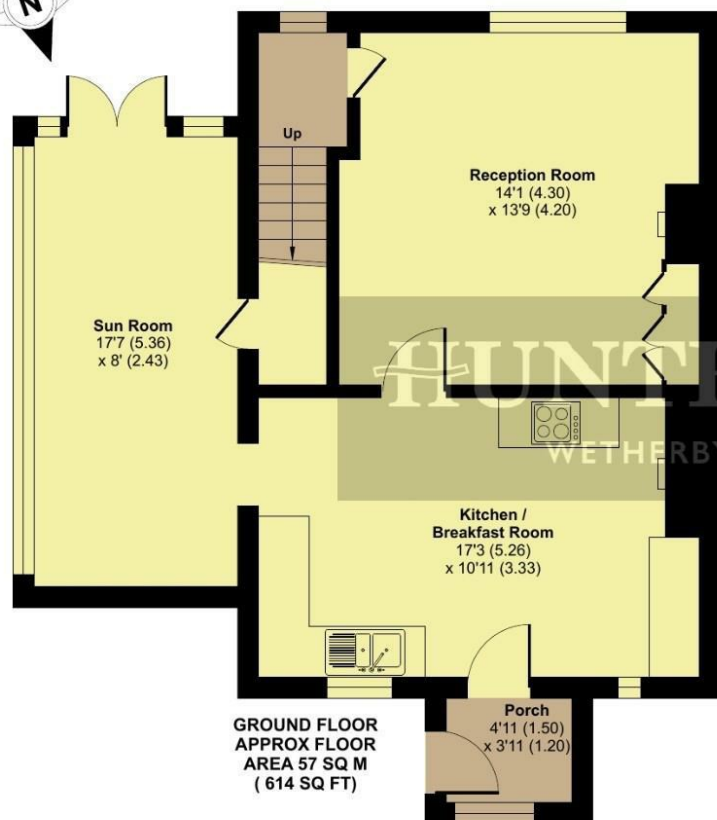 N
Up
Reception Room
14'1 (4.30)
x 13'9 (4.20)
Sun Room
17'7 (5.36)
x 8' (2.43)
HUNTE
WETHERBY
Kitchen /
Breakfast Room
17'3 (5.26)
x 10'11 (3.33)
Porch
4'11 (1.50)
x 3'11 (1.20)
GROUND FLOOR
APPROX FLOOR
AREA 57 SQ M
( 614 SQ FT)